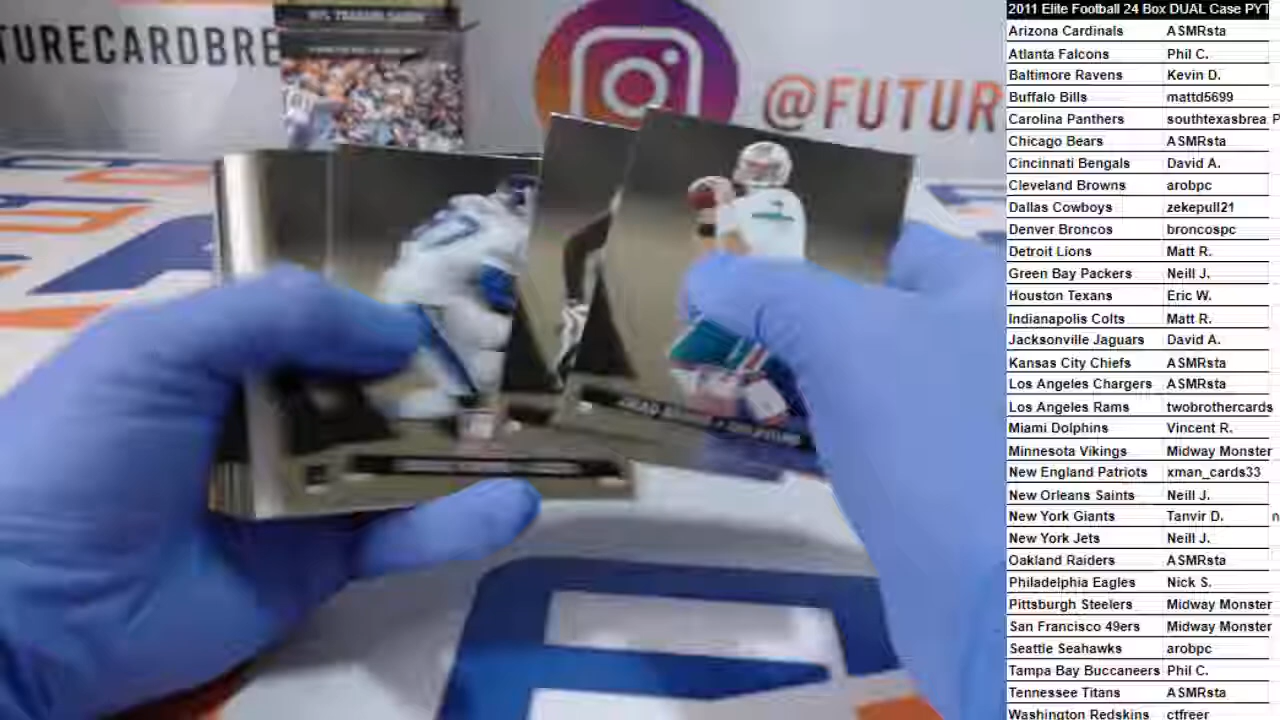 TURECARDBRE
@FUTUR
2011 Elite Football 24 Box DUAL Case PYT
Arizona Cardinals ASMRsta
Atlanta Falcons Phil C.
Baltimore Ravens Kevin D.
Buffalo Bills mattd5699
Carolina Panthers southtexasbrea P
Chicago Bears ASMRsta
Cincinnati Bengals David A.
Cleveland Browns arobpc
Dallas Cowboys zekepull21
Denver Broncos broncospc
Detroit Lions Matt R.
Green Bay Packers Neill J.
Houston Texans Eric W.
Indianapolis Colts Matt R.
Jacksonville Jaguars David A.
Kansas City Chiefs ASMRsta
Los Angeles Chargers ASMRsta
Los Angeles Rams twobrothercards
Miami Dolphins Vincent R.
Minnesota Vikings Midway Monster
New England Patriots xman_cards33
New Orleans Saints Neill J.
New York Giants Tanvir D. n
New York Jets Neill J.
Oakland Raiders ASMRsta
Philadelphia Eagles Nick S.
Pittsburgh Steelers Midway Monster
San Francisco 49ers Midway Monster
Seattle Seahawks arobpc
Tampa Bay Buccaneers Phil C.
Tennessee Titans ASMRsta
Washington Redskins ctfreer